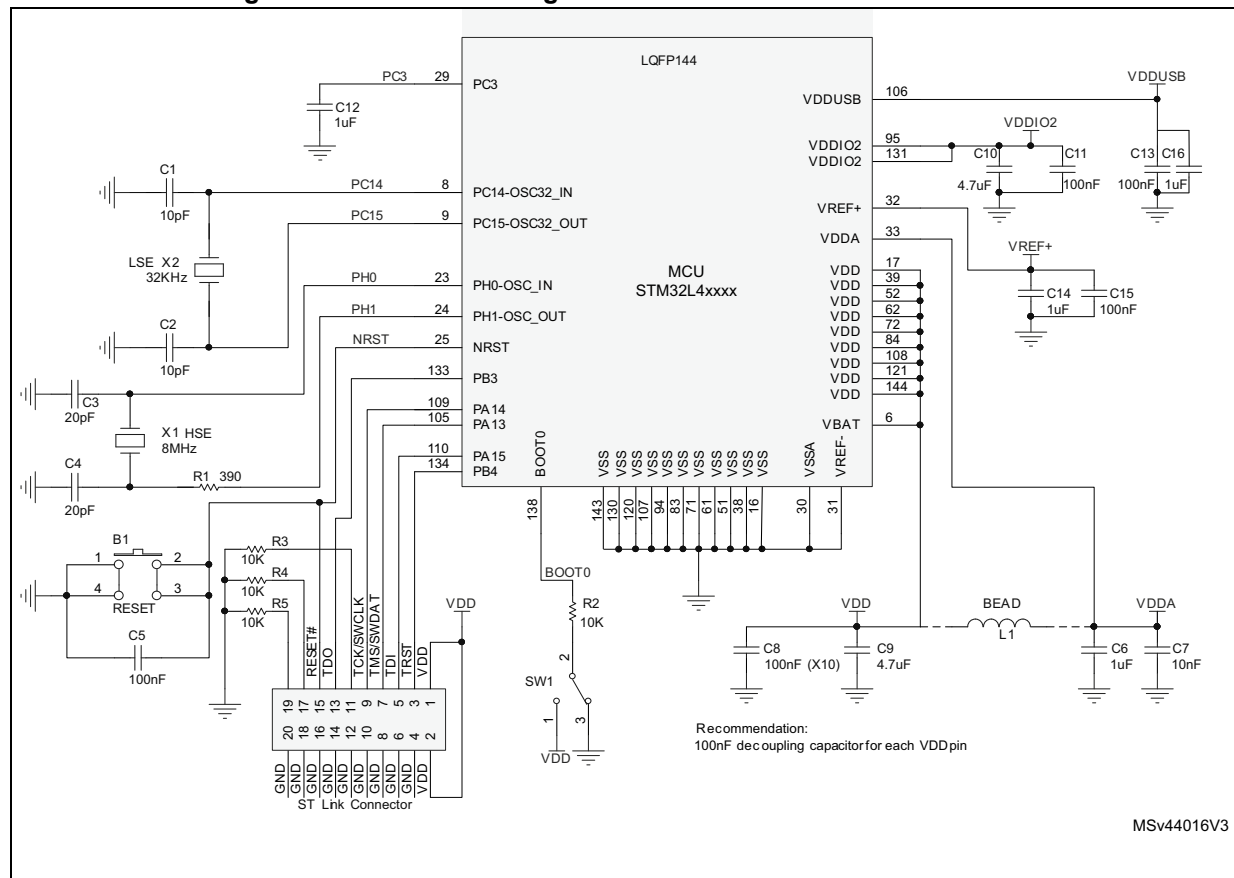 LQFP144
PC3 29 PC3
C12
1uF
VDDUSB 106
VDDUSB
VDDIO2 95
VDDIO2 131
VDDIO2
C10
4.7uF
C11
100nF
C13
100nF
C16
1uF
C1
10pF
PC14 8 PC14-OSC32_IN
PC15 9 PC15-OSC32_OUT
LSE X2
32KHz
C2
10pF
VREF+ 32
VDDA 33
VREF+
C14
1uF
C15
100nF
MCU
STM32L4xxxx
PH0 23 PH0-OSC_IN
PH1 24 PH1-OSC_OUT
NRST 25 NRST
133 PB3
109 PA14
105 PA13
110 PA15
134 PB4
VDD 17
VDD 39
VDD 52
VDD 62
VDD 72
VDD 84
VDD 108
VDD 121
VDD 144
VBAT 6
C3
20pF
X1 HSE
8MHz
C4
20pF
R1 390
BOOT0
138
VSS VSS VSS VSS VSS VSS VSS VSS VSS VSS VSS
143 130 120 107 94 83 71 61 51 38 16
VSSA
30
VREF-
31
B1
1 2
4 3
RESET
C5
100nF
R3
10K
R4
10K
R5
10K
RESET#
TDO
TCK/SWCLK
TMS/SWDAT
TDI
TRST
VDD
VDD
19 17 15 13 11 9 7 5 3 1
20 18 16 14 12 10 8 6 4 2
GND GND GND GND GND GND GND GND VDD
ST Link Connector
BOOT0
R2
10K
2
SW1
1
3
VDD
VDD
BEAD
L1
VDDA
C8
100nF (X10)
C9
4.7uF
C6
1uF
C7
10nF
Recommendation:
100nF decoupling capacitor for each VDD pin
MSv44016V3